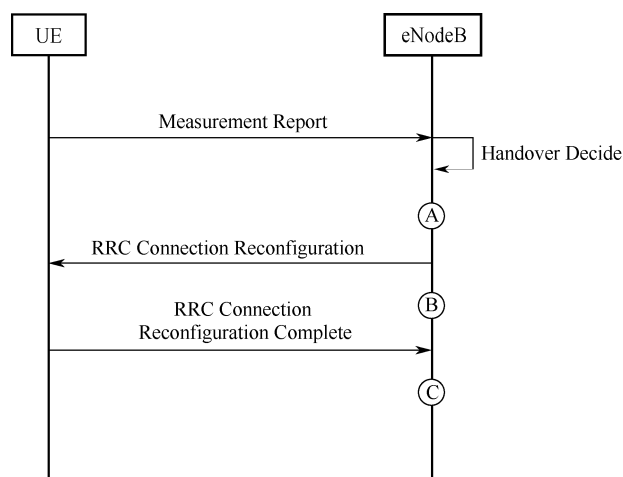 UE
eNodeB
Measurement Report
Handover Decide
A
RRC Connection Reconfiguration
B
RRC Connection
Reconfiguration Complete
C